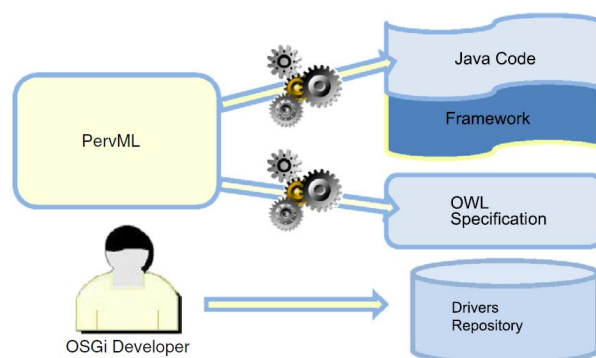 Java Code
Framework
PervML
OWL
Specification
Drivers
Repository
OSGi Developer